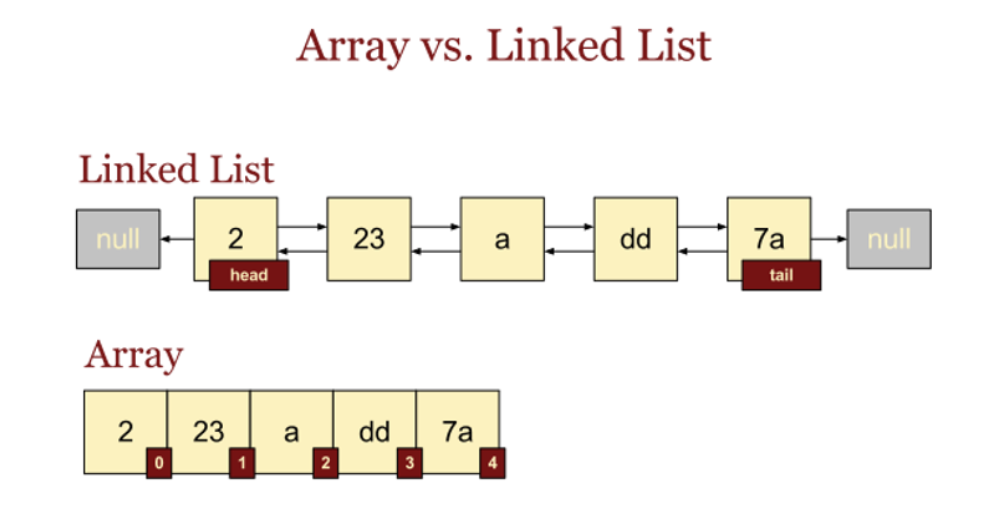 Array vs. Linked List
Linked List
null 2 23 a dd 7a null
head tail
Array
2 23 a dd 7a
0 1 2 3 4